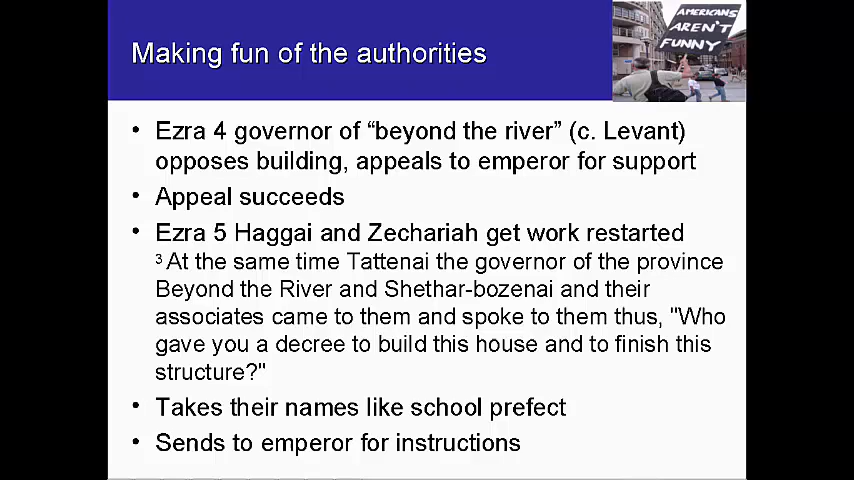 Making fun of the authorities
AMERICANS
AREN'T
FUNNY
• Ezra 4 governor of “beyond the river” (c. Levant)
opposes building, appeals to emperor for support
• Appeal succeeds
• Ezra 5 Haggai and Zechariah get work restarted
3 At the same time Tattenai the governor of the province
Beyond the River and Shethar-bozenai and their
associates came to them and spoke to them thus, "Who
gave you a decree to build this house and to finish this
structure?"
• Takes their names like school prefect
• Sends to emperor for instructions